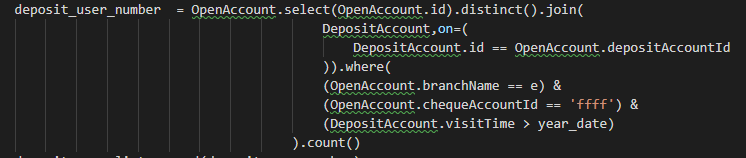 deposit_user_number  = OpenAccount.select(OpenAccount.id).distinct().join(
DepositAccount,on=(
DepositAccount.id == OpenAccount.depositAccountId
)).where(
(OpenAccount.branchName == e) &
(OpenAccount.chequeAccountId == 'ffff') &
(DepositAccount.visitTime > year_date)
).count()